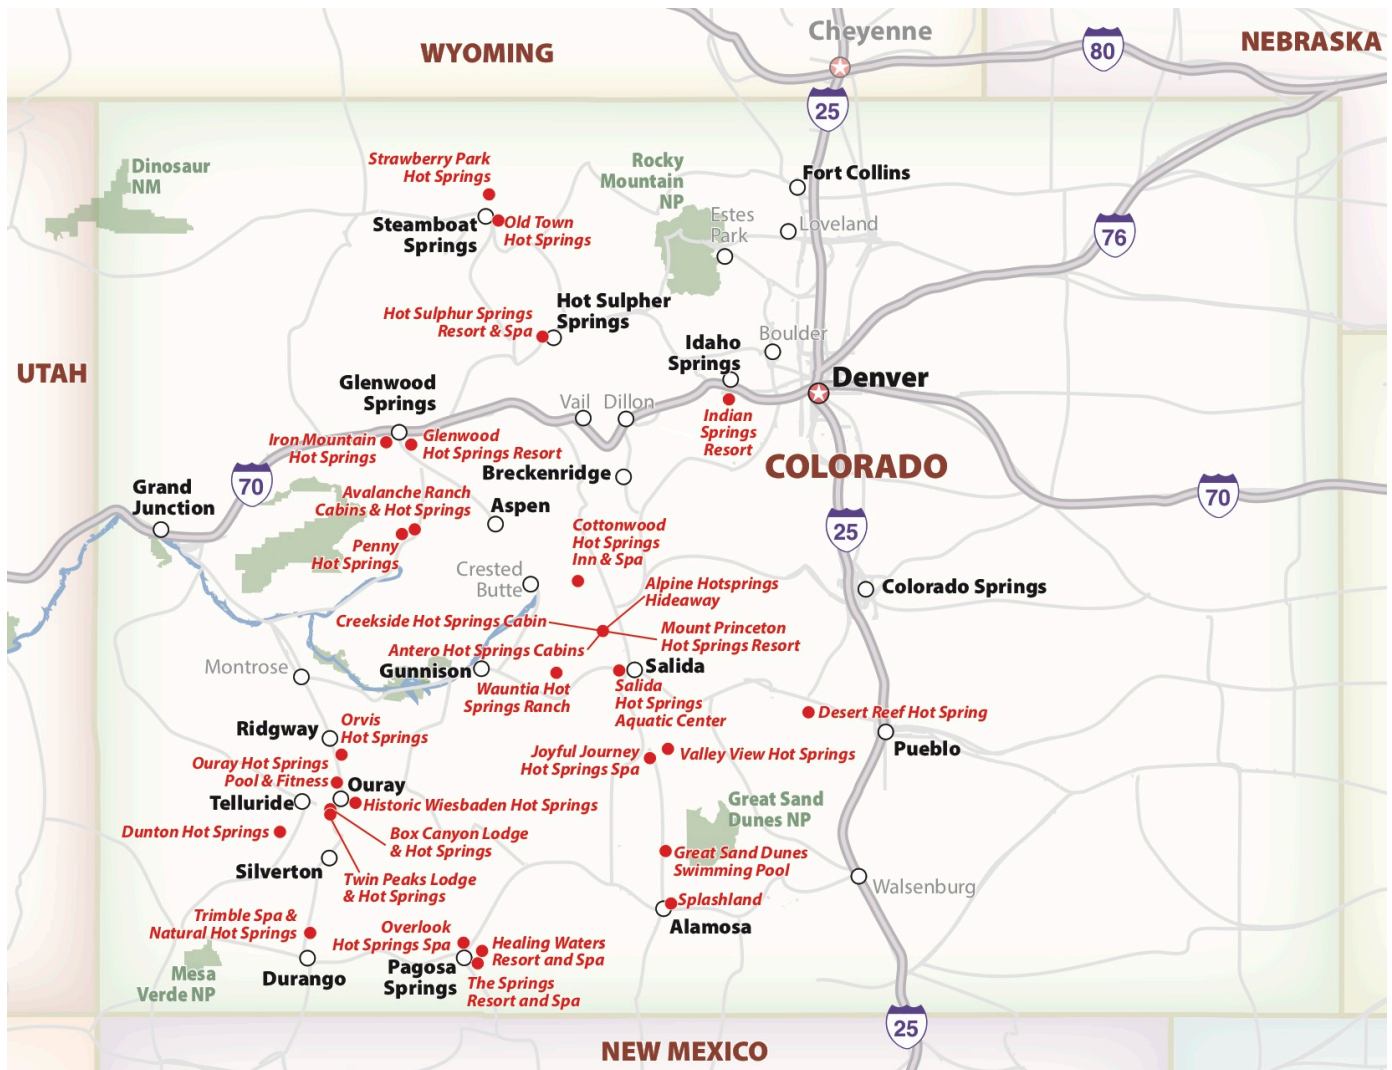 WYOMING
Cheyenne
80
NEBRASKA
25
Dinosaur
NM
Strawberry Park
Hot Springs
Rocky
Mountain
NP
Fort Collins
Steamboat
Springs
Old Town
Hot Springs
Estes
Park
Loveland
76
Hot Sulphur Springs
Resort & Spa
Hot Sulpher
Springs
Idaho
Springs
Boulder
UTAH
Glenwood
Springs
Vail
Dillon
Denver
Iron Mountain
Hot Springs
Glenwood
Hot Springs Resort
Indian
Springs
Resort
COLORADO
70
Breckenridge
Grand
Junction
Avalanche Ranch
Cabins & Hot Springs
Aspen
70
25
Penny
Hot Springs
Cottonwood
Hot Springs
Inn & Spa
Crested
Butte
Alpine Hotsprings
Hideaway
Colorado Springs
Creekside Hot Springs Cabin
Mount Princeton
Hot Springs Resort
Antero Hot Springs Cabins
Montrose
Gunnison
Salida
Wauntia Hot
Springs Ranch
Salida
Hot Springs
Aquatic Center
Desert Reef Hot Spring
Ridgway
Orvis
Hot Springs
Pueblo
Joyful Journey
Hot Springs Spa
Valley View Hot Springs
Ouray Hot Springs
Pool & Fitness
Ouray
Telluride
Historic Wiesbaden Hot Springs
Great Sand
Dunes NP
Dunton Hot Springs
Box Canyon Lodge
& Hot Springs
Great Sand Dunes
Swimming Pool
Silverton
Twin Peaks Lodge
& Hot Springs
Walsenburg
Splashland
Alamosa
Trimble Spa &
Natural Hot Springs
Overlook
Hot Springs Spa
Healing Waters
Resort and Spa
Mesa
Verde NP
Durango
Pagosa
Springs
The Springs
Resort and Spa
25
NEW MEXICO